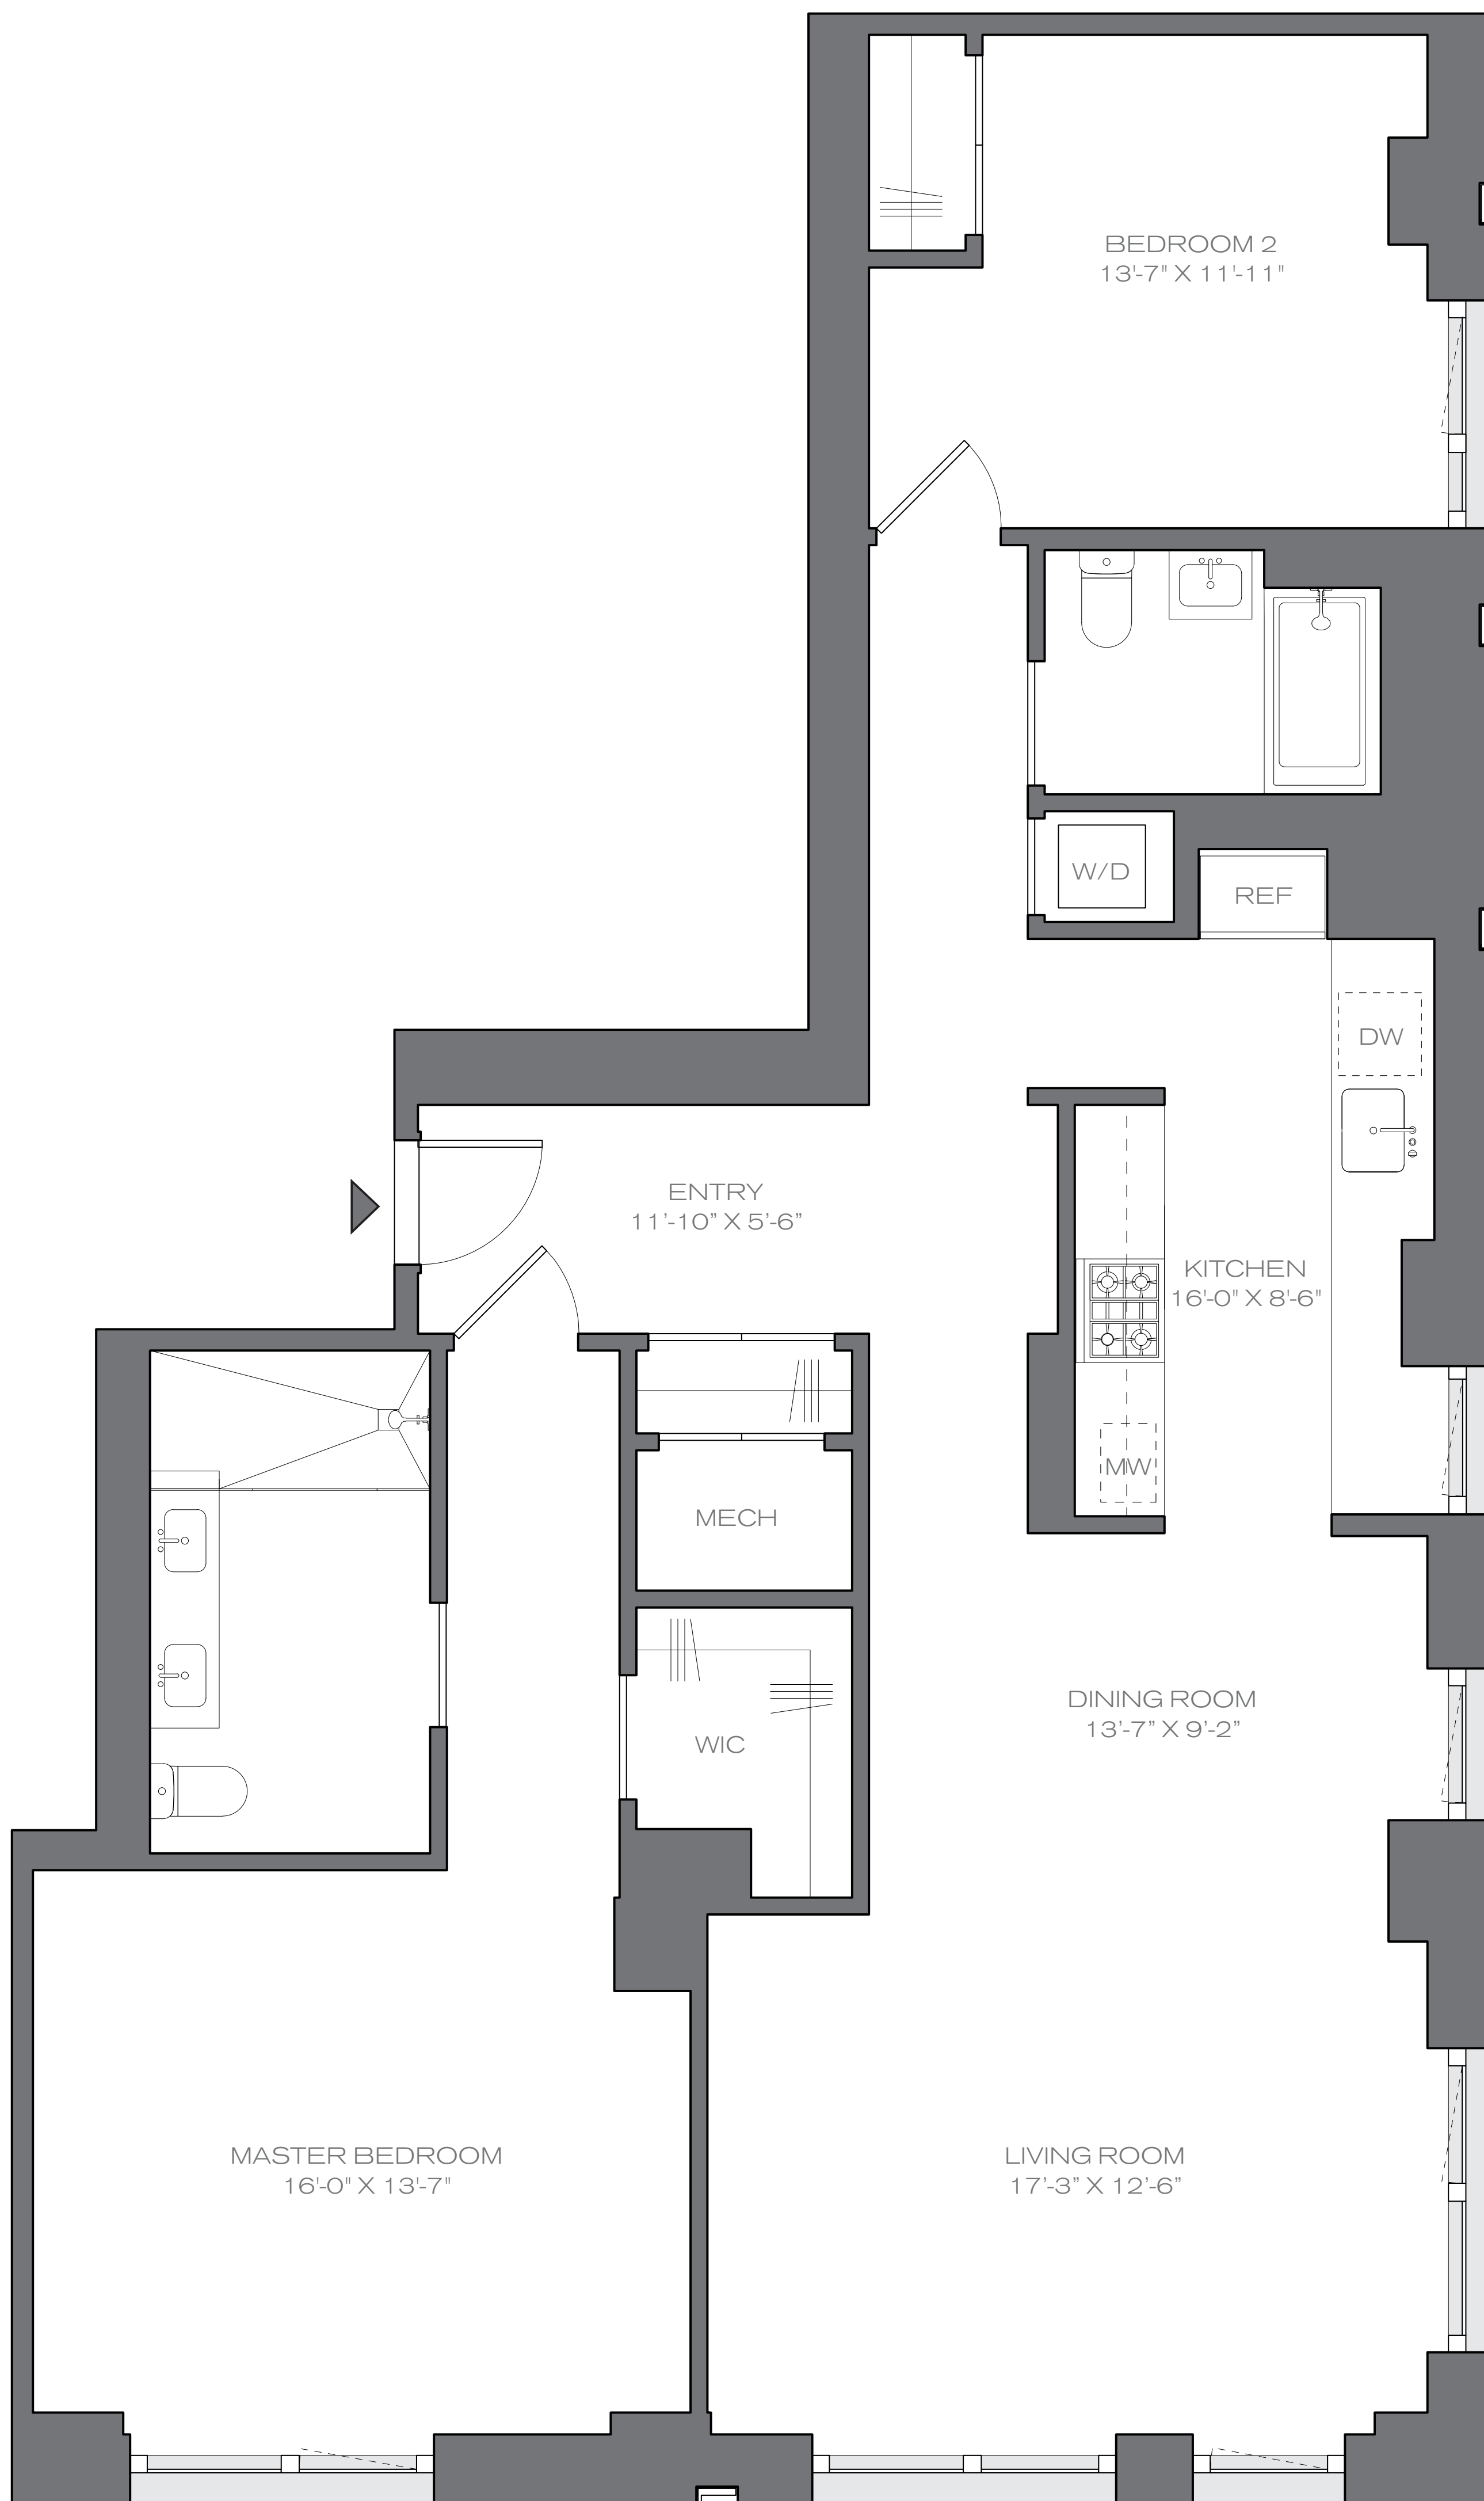 BEDROOM 2
13'-7" X 11'-11"
W/D
REF
DW
ENTRY
11’-10” X 5’-6”
KITCHEN
16'-0" X 8'-6"
MW
MECH
DINING ROOM
13’-7” X 9’-2”
WIC
MASTER BEDROOM
16'-0" X 13'-7"
LIVING ROOM
17’-3” X 12’-6”